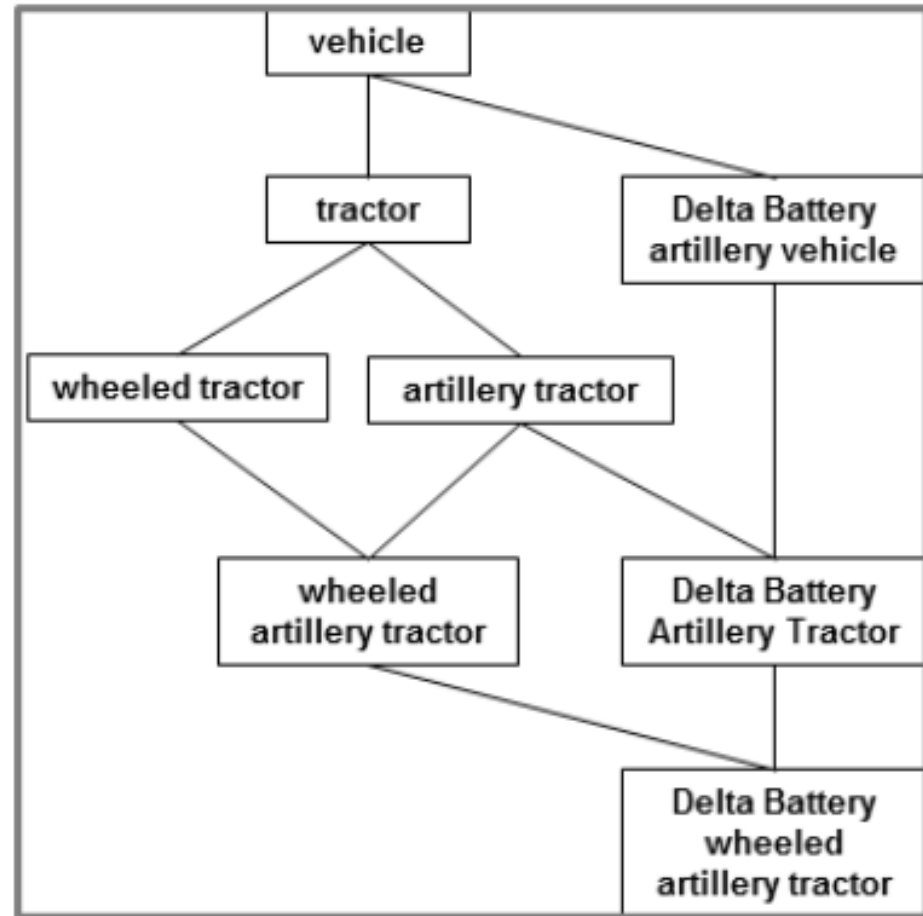 vehicle
tractor
Delta Battery
artillery vehicle
wheeled tractor
artillery tractor
wheeled
artillery tractor
Delta Battery
Artillery Tractor
Delta Battery
wheeled
artillery tractor